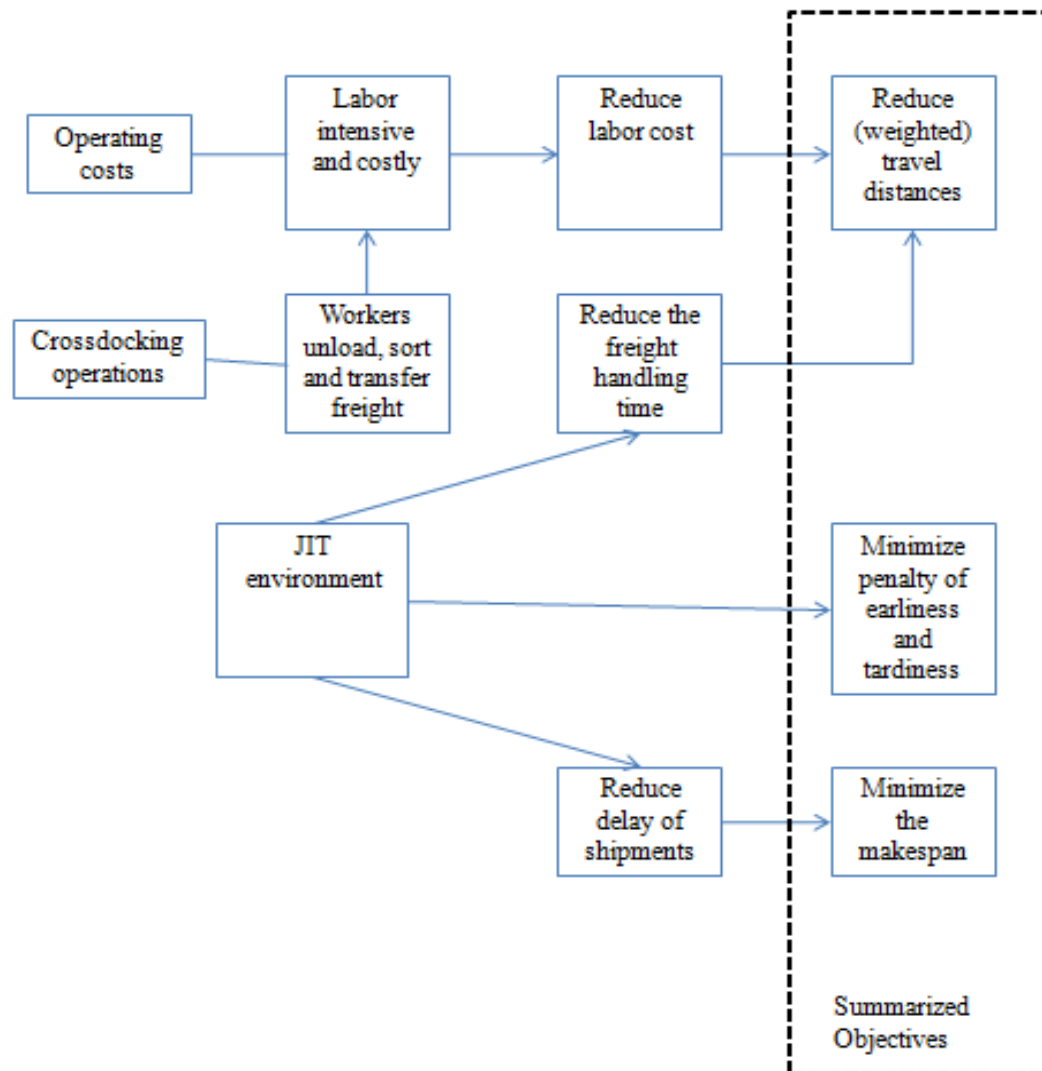 Operating
costs
Labor
intensive
and costly
Reduce
labor cost
Reduce
(weighted)
travel
distances
Crossdocking
operations
Workers
unload, sort
and transfer
freight
Reduce the
freight
handling
time
JIT
environment
Minimize
penalty of
earliness
and
tardiness
Reduce
delay of
shipments
Minimize
the
makespan
Summarized
Objectives